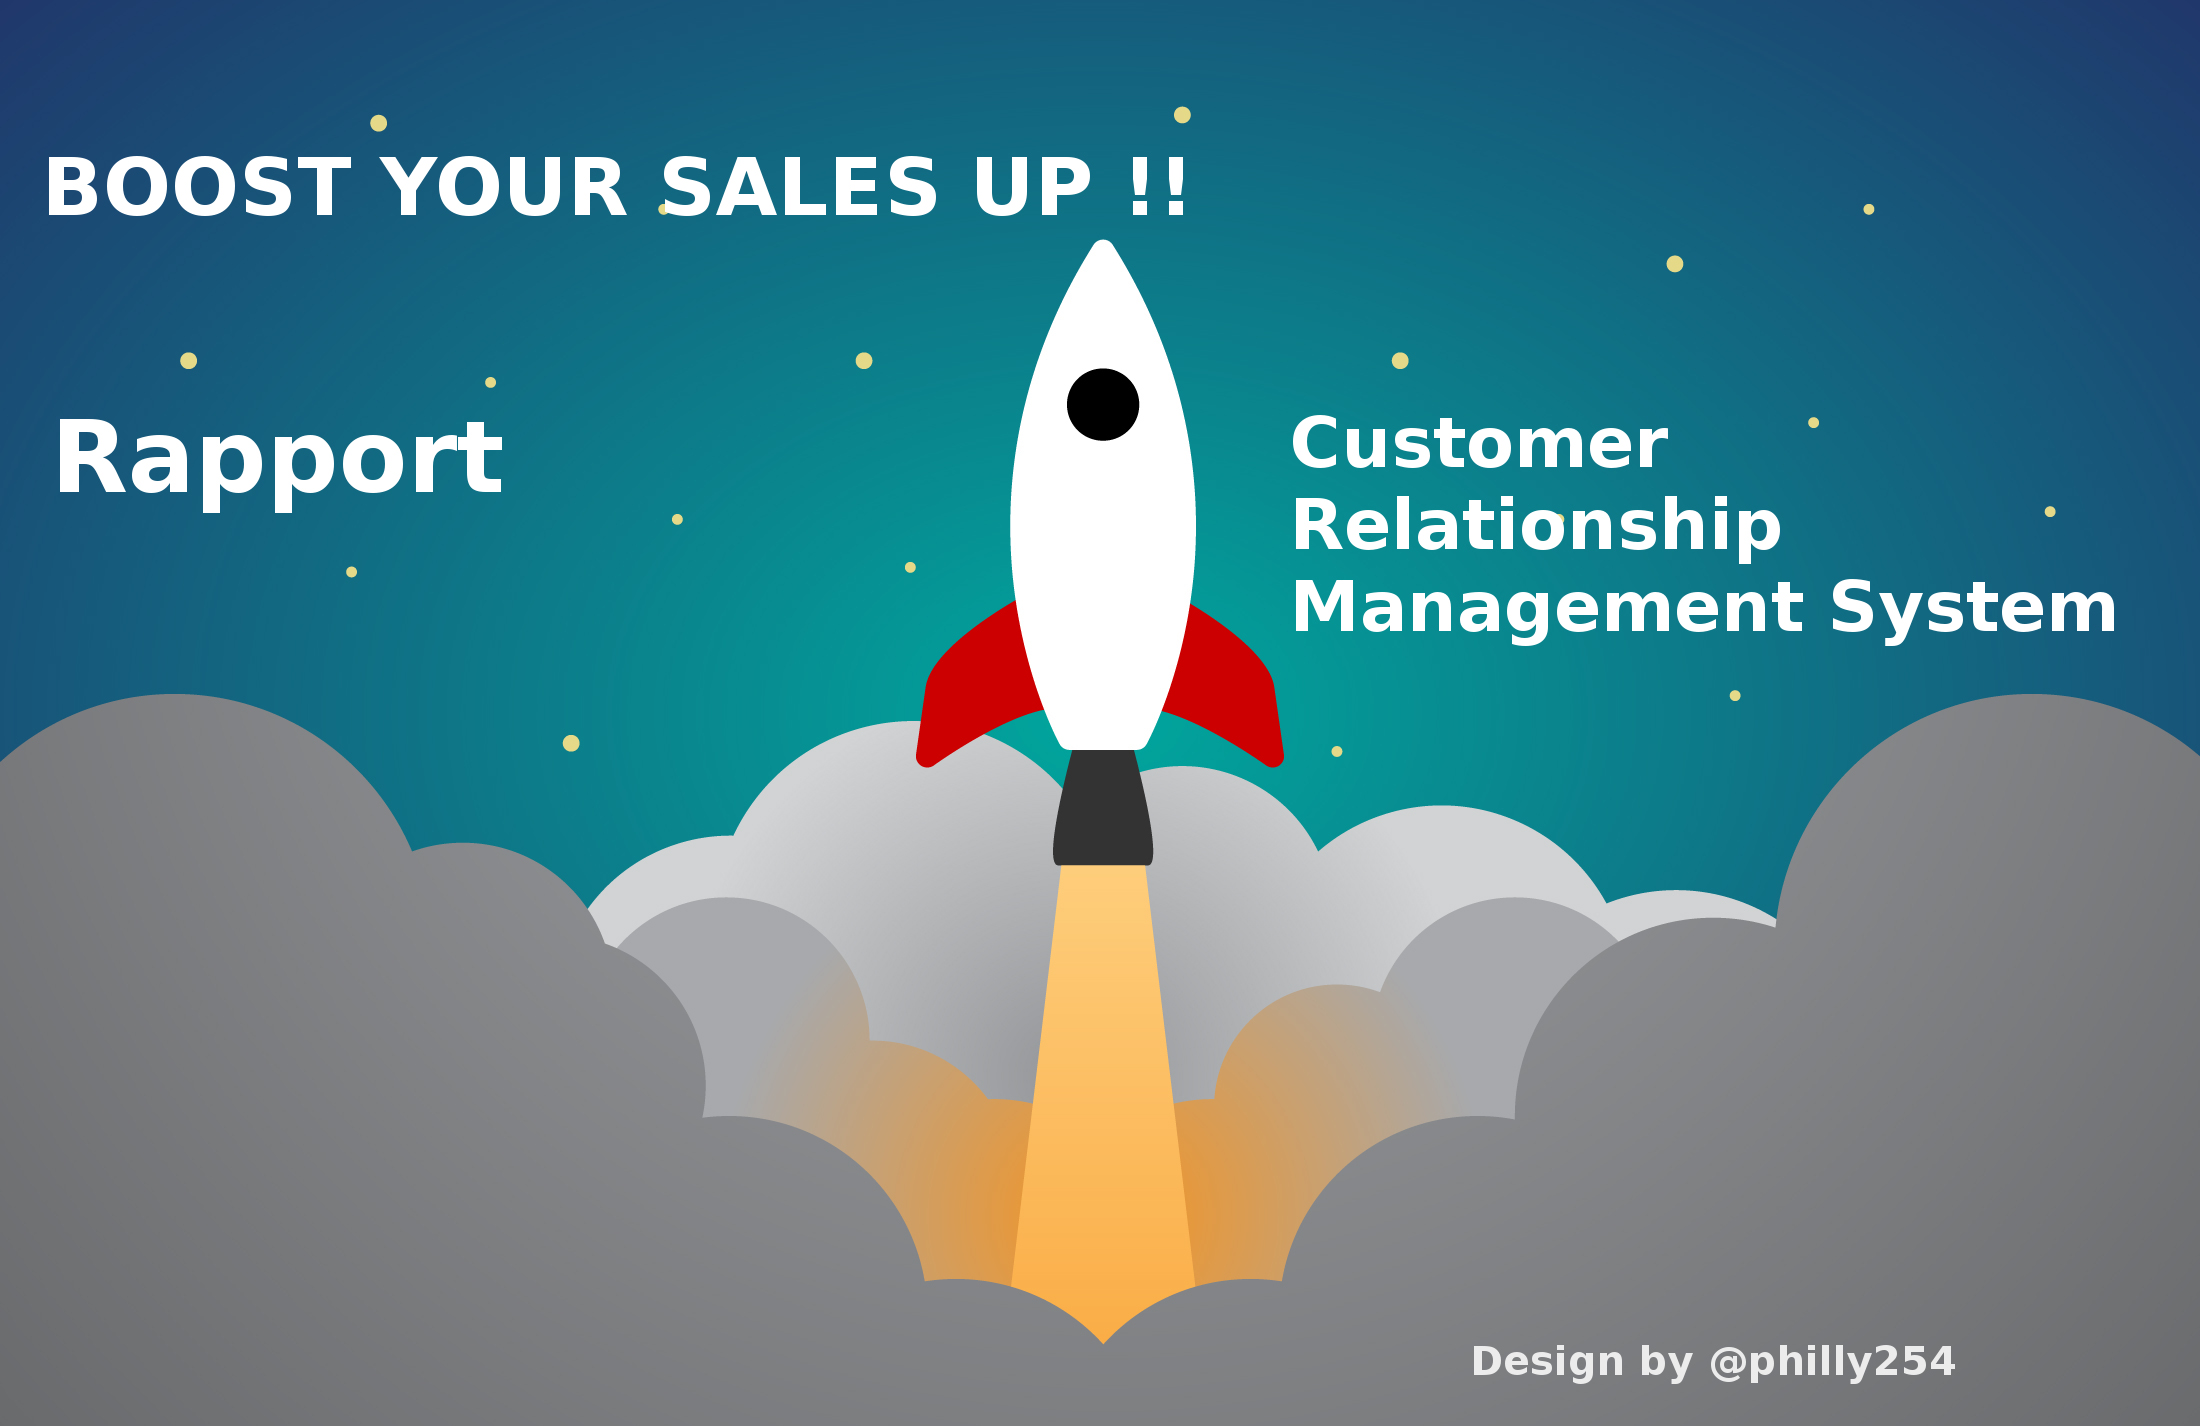 BOOST YOUR SALES UP !!
Rapport
Customer
Relationship
Management System
Design by @philly254